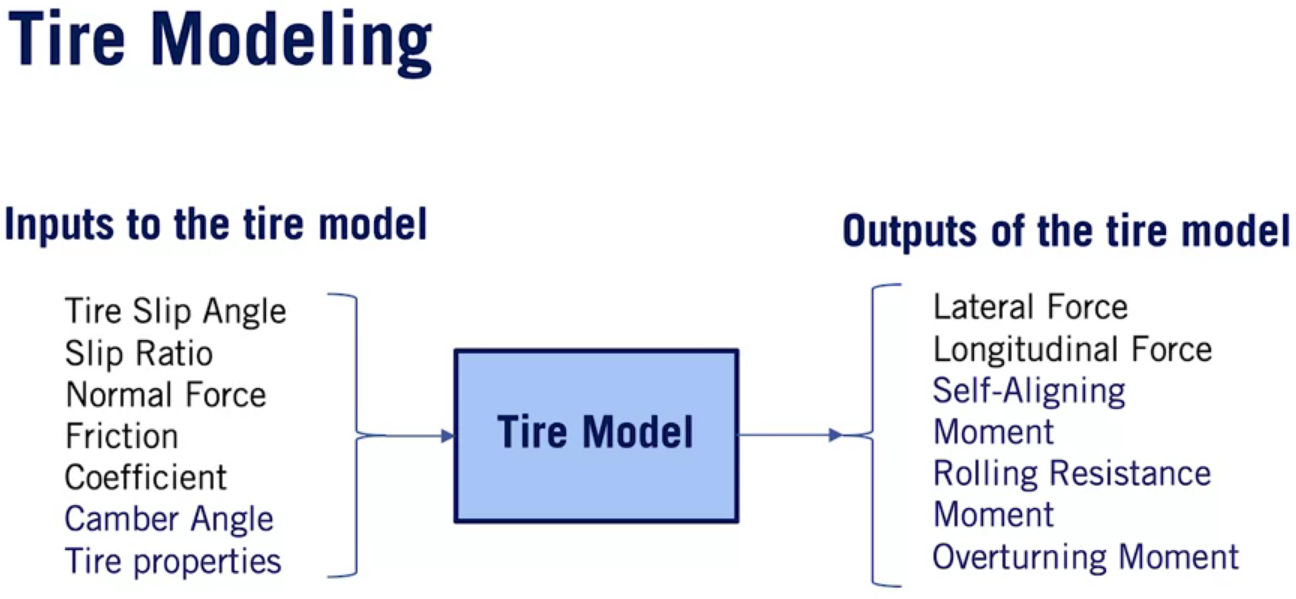 Tire Modeling
Inputs to the tire model
Tire Slip Angle
Slip Ratio
Normal Force
Friction
Coefficient
Camber Angle
Tire properties
Tire Model
Outputs of the tire model
Lateral Force
Longitudinal Force
Self-Aligning
Moment
Rolling Resistance
Moment
Overturning Moment